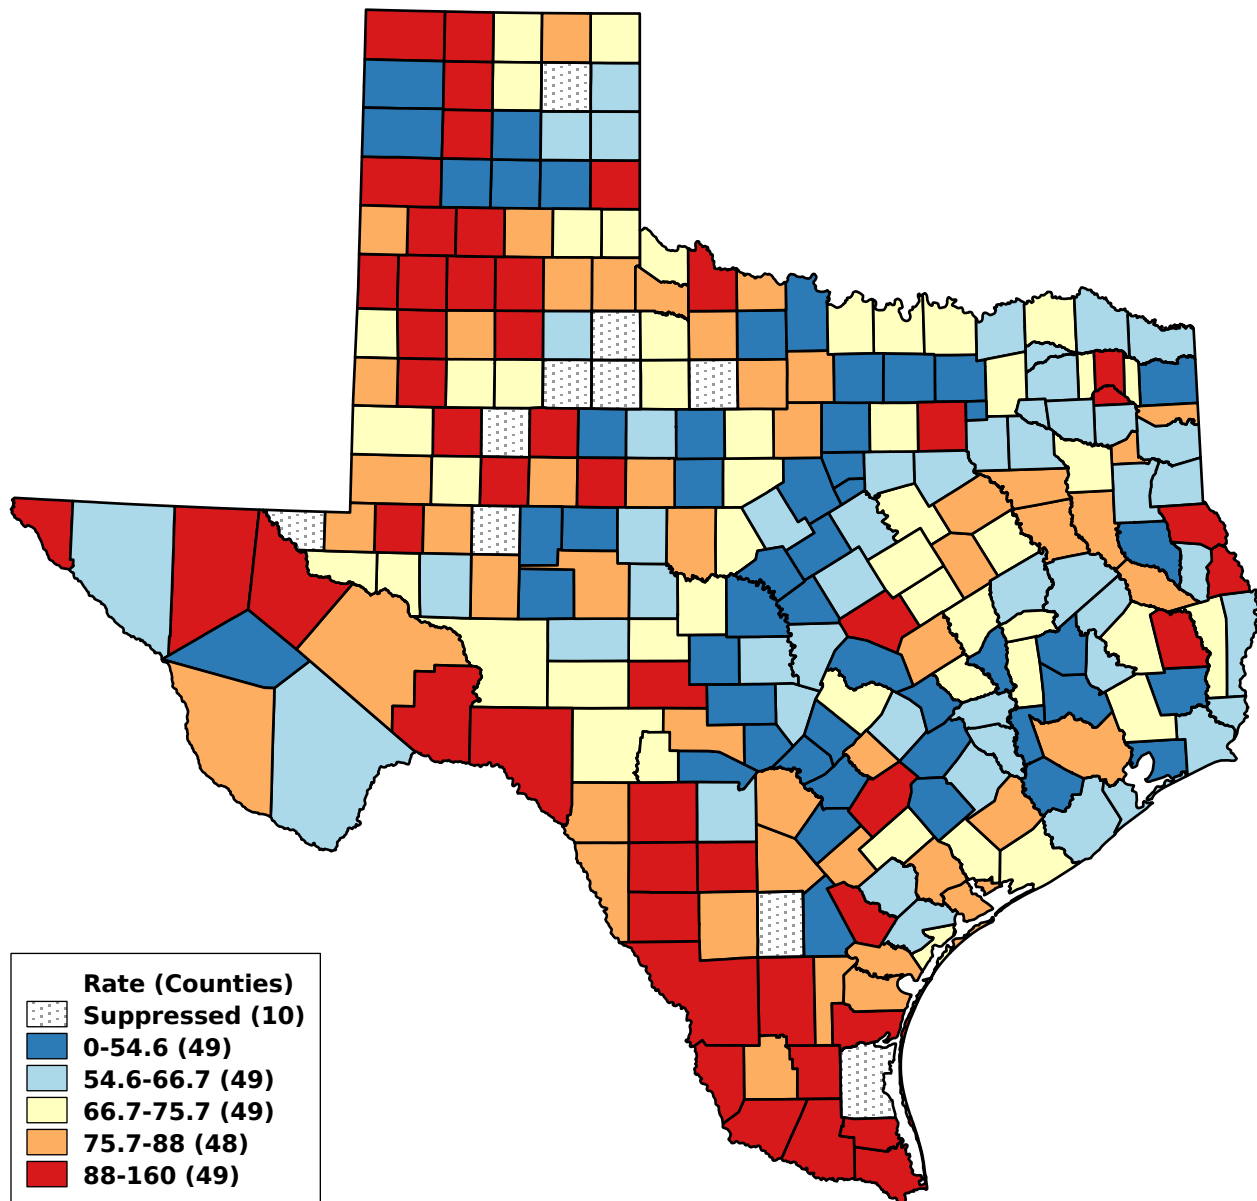 Rate (Counties)
Suppressed (10)
0-54.6 (49)
54.6-66.7 (49)
66.7-75.7 (49)
75.7-88 (48)
88-160 (49)